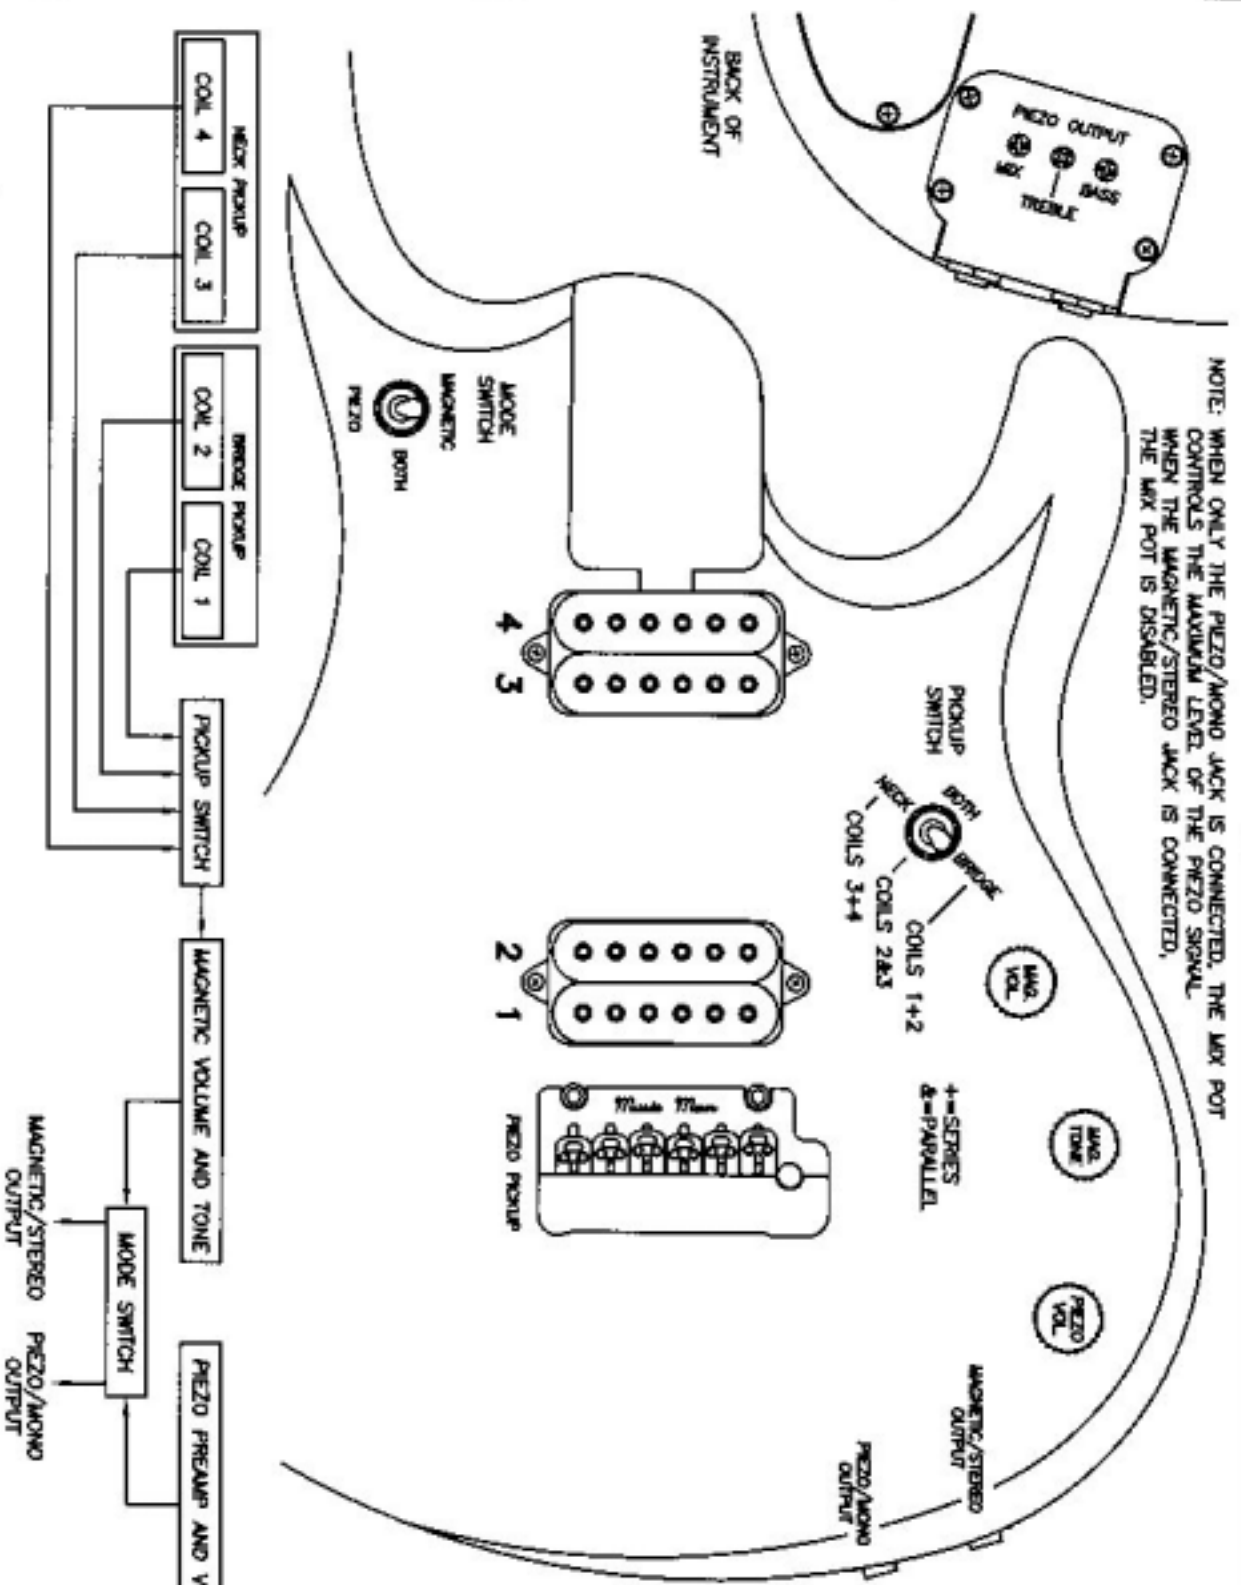 NOTE: WHEN ONLY THE PIEZO/MONO JACK IS CONNECTED, THE MIX POT
CONTROLS THE MAXIMUM LEVEL OF THE PIEZO SIGNAL.
WHEN THE MAGNETIC/STEREO JACK IS CONNECTED,
THE MIX POT IS DISABLED.
BACK OF
INSTRUMENT
PIEZO OUTPUT
MIX
TREBLE
BASS
PICKUP
SWITCH
NECK
BOTH
BRIDGE
COILS 3+4
COILS 2&3
COILS 1+2
+=SERIES
&=PARALLEL
MAG.
VOL
MAG.
TONE
PIEZO
VOL
MAGNETIC/STEREO
OUTPUT
PIEZO/MONO
OUTPUT
MODE
SWITCH
MAGNETIC
BOTH
PIEZO
4
3
2
1
Music Man
PIEZO PICKUP
NECK PICKUP
COIL 4
COIL 3
BRIDGE PICKUP
COIL 2
COIL 1
PICKUP SWITCH
MAGNETIC VOLUME AND TONE
PIEZO PREAMP AND V
MODE SWITCH
MAGNETIC/STEREO
OUTPUT
PIEZO/MONO
OUTPUT